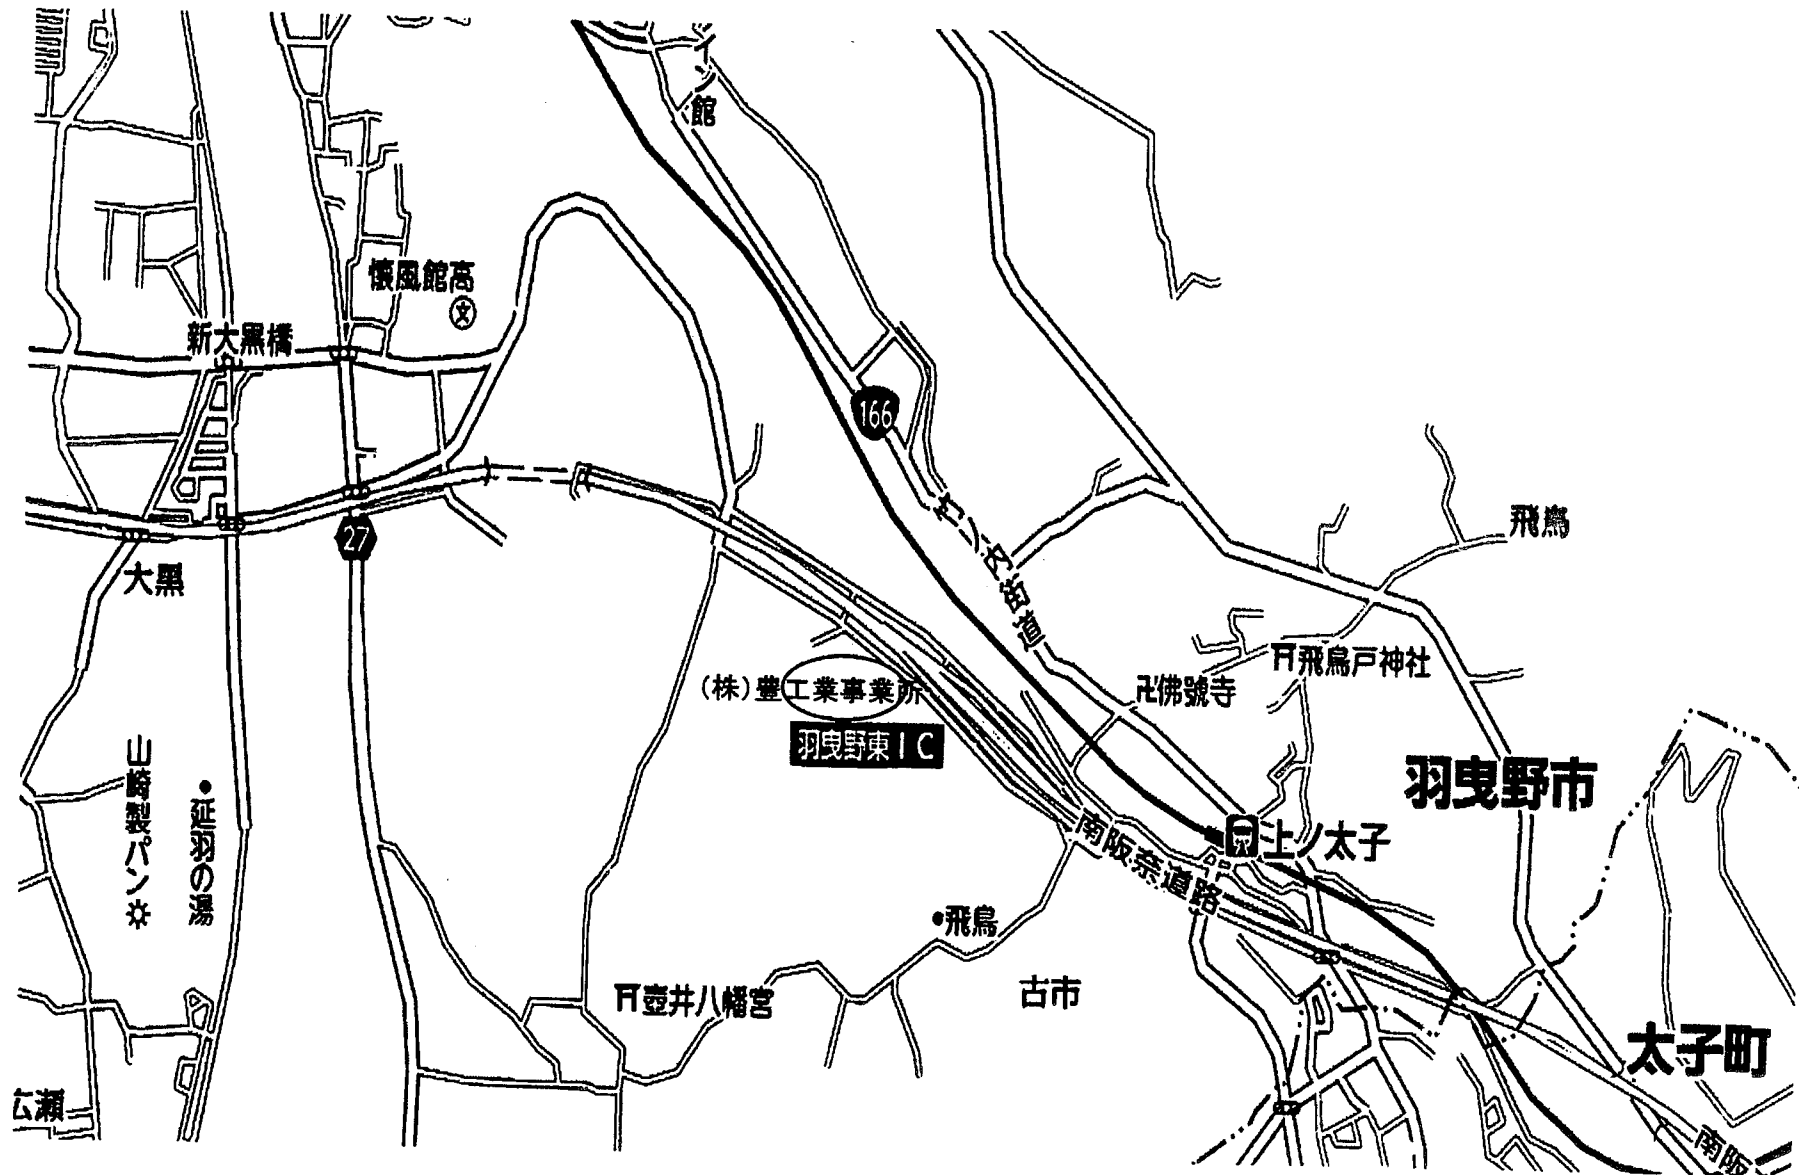 館
懐風館高
文
新大黒橋
166
竹内街道
飛鳥
27
大黒
飛鳥戸神社
卍佛號寺
(株)豊工業事業所
羽曳野東IC
羽曳野市
山崎製パン
延羽の湯
上ノ太子
南阪奈道路
飛鳥
壺井八幡宮
古市
太子町
広瀬
南阪